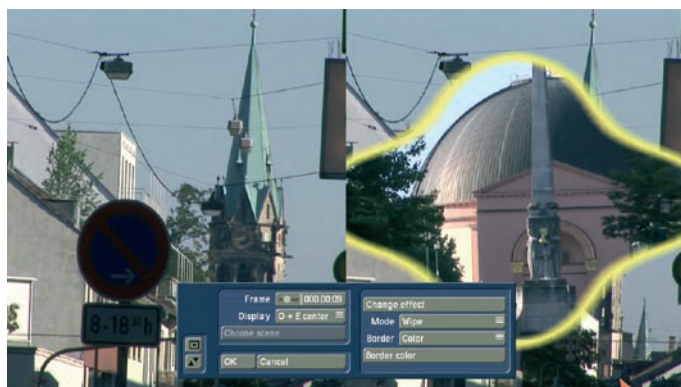 8-18³⁰ h
Frame 000.00:09
Display O + E center
Choose scene
OK Cancel
Change effect
Mode Wipe
Border Color
Border color